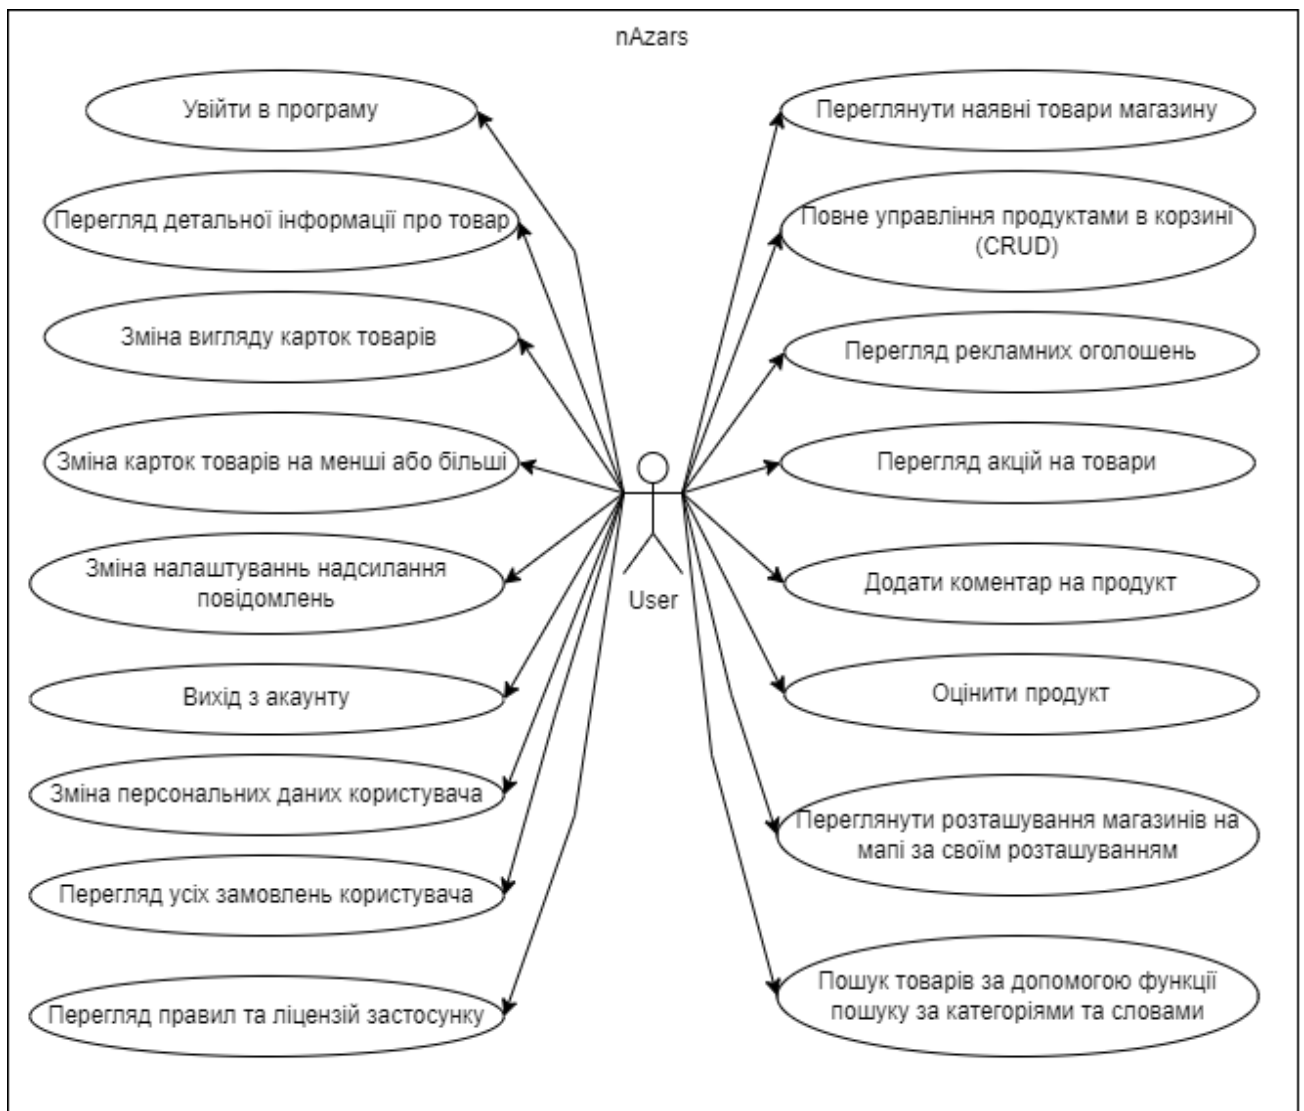 nAzars
Увійти в програму
Перегляд детальної інформації про товар
Зміна вигляду карток товарів
Зміна карток товарів на менші або більші
Зміна налаштуваннь надсилання
повідомлень
Вихід з акаунту
Зміна персональних даних користувача
Перегляд усіх замовлень користувача
Перегляд правил та ліцензій застосунку
User
Переглянути наявні товари магазину
Повне управління продуктами в корзині
(CRUD)
Перегляд рекламних оголошень
Перегляд акцій на товари
Додати коментар на продукт
Оцінити продукт
Переглянути розташування магазинів на
мапі за своїм розташуванням
Пошук товарів за допомогою функції
пошуку за категоріями та словами